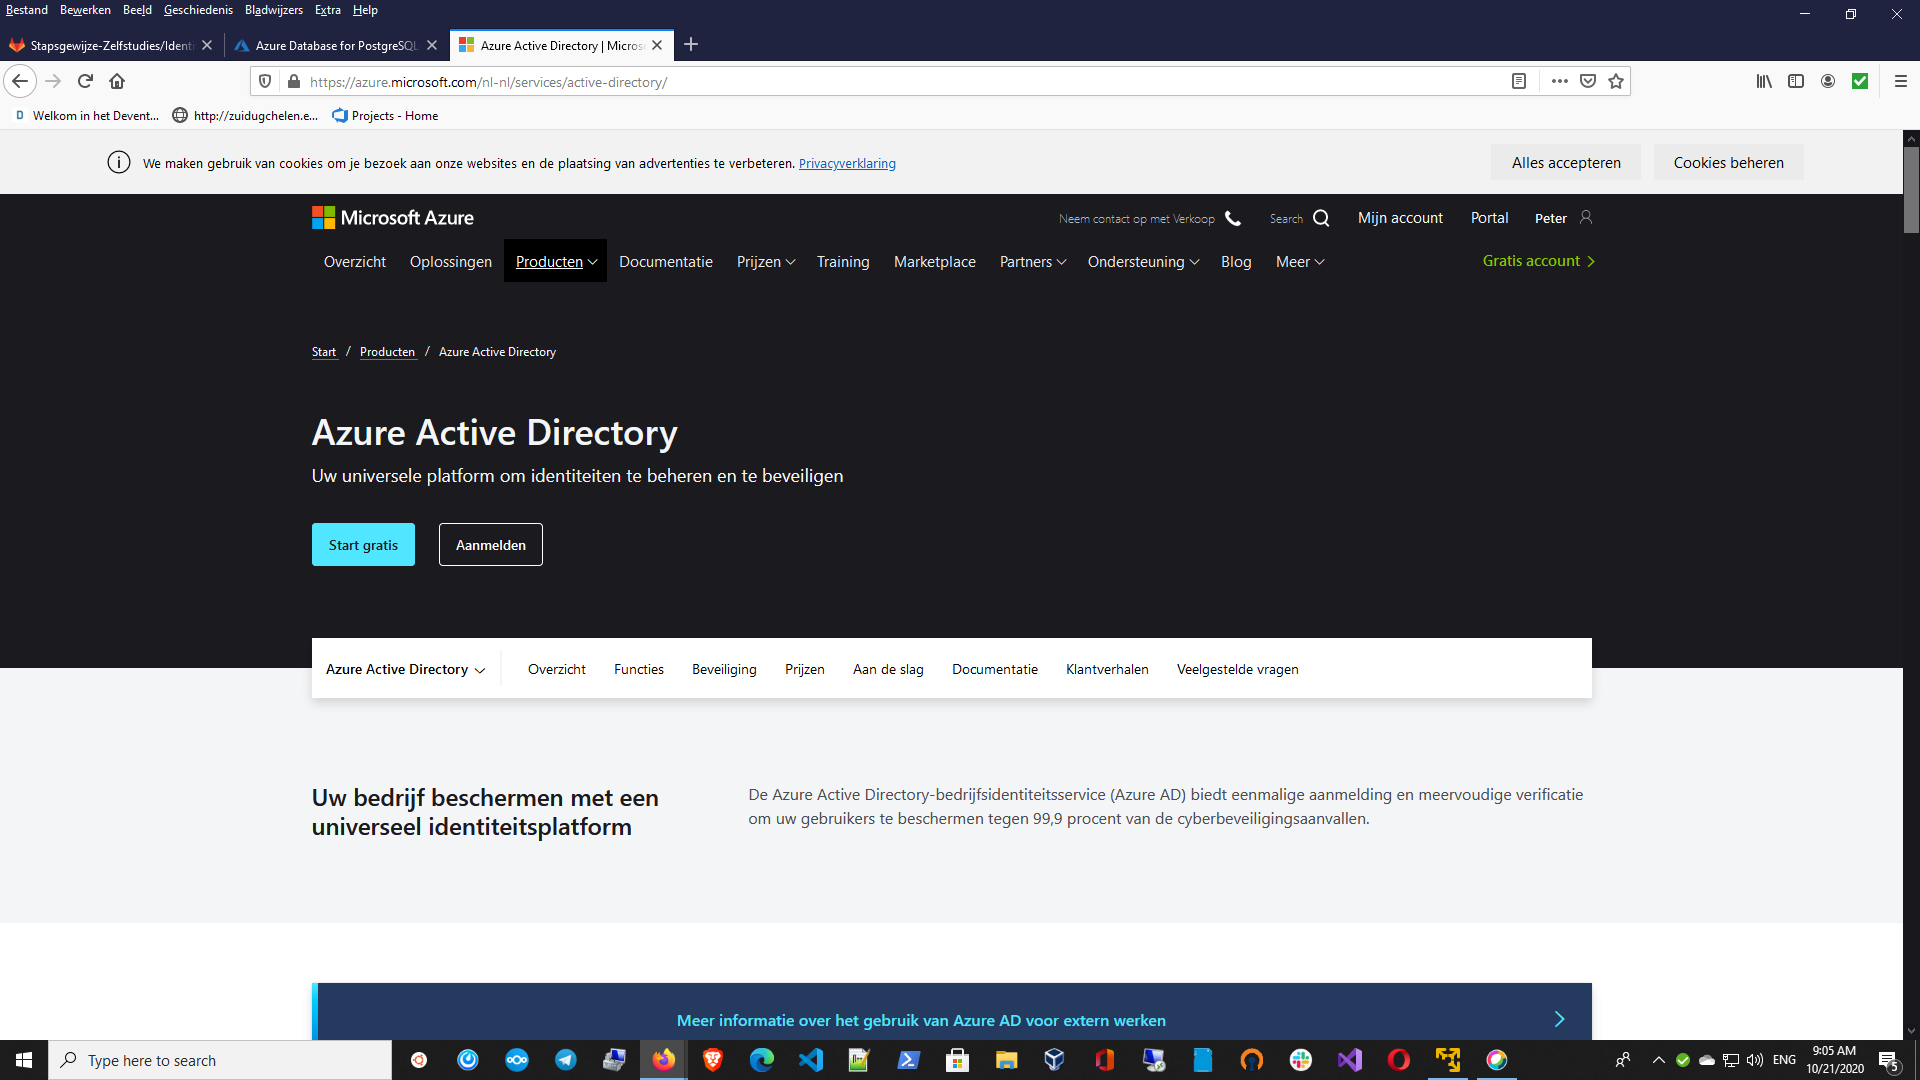 Bestand Bewerken Beeld Geschiedenis Bladwijzers Extra Help
Stapsgewijze-Zelfstudies/Identi
Azure Database for PostgreSQL
Azure Active Directory | Micros
https://azure.microsoft.com/nl-nl/services/active-directory/
Welkom in het Devent... http://zuidugchelen.e... Projects - Home
We maken gebruik van cookies om je bezoek aan onze websites en de plaatsing van advertenties te verbeteren. Privacyverklaring
Alles accepteren Cookies beheren
Microsoft Azure
Neem contact op met Verkoop Search Mijn account Portal Peter
Overzicht Oplossingen Producten Documentatie Prijzen Training Marketplace Partners Ondersteuning Blog Meer Gratis account
Start / Producten / Azure Active Directory
Azure Active Directory
Uw universele platform om identiteiten te beheren en te beveiligen
Start gratis Aanmelden
Azure Active Directory Overzicht Functies Beveiliging Prijzen Aan de slag Documentatie Klantverhalen Veelgestelde vragen
Uw bedrijf beschermen met een
universeel identiteitsplatform
De Azure Active Directory-bedrijfsidentiteitsservice (Azure AD) biedt eenmalige aanmelding en meervoudige verificatie
om uw gebruikers te beschermen tegen 99,9 procent van de cyberbeveiligingsaanvallen.
Meer informatie over het gebruik van Azure AD voor extern werken
Type here to search
ENG
9:05 AM
10/21/2020
5